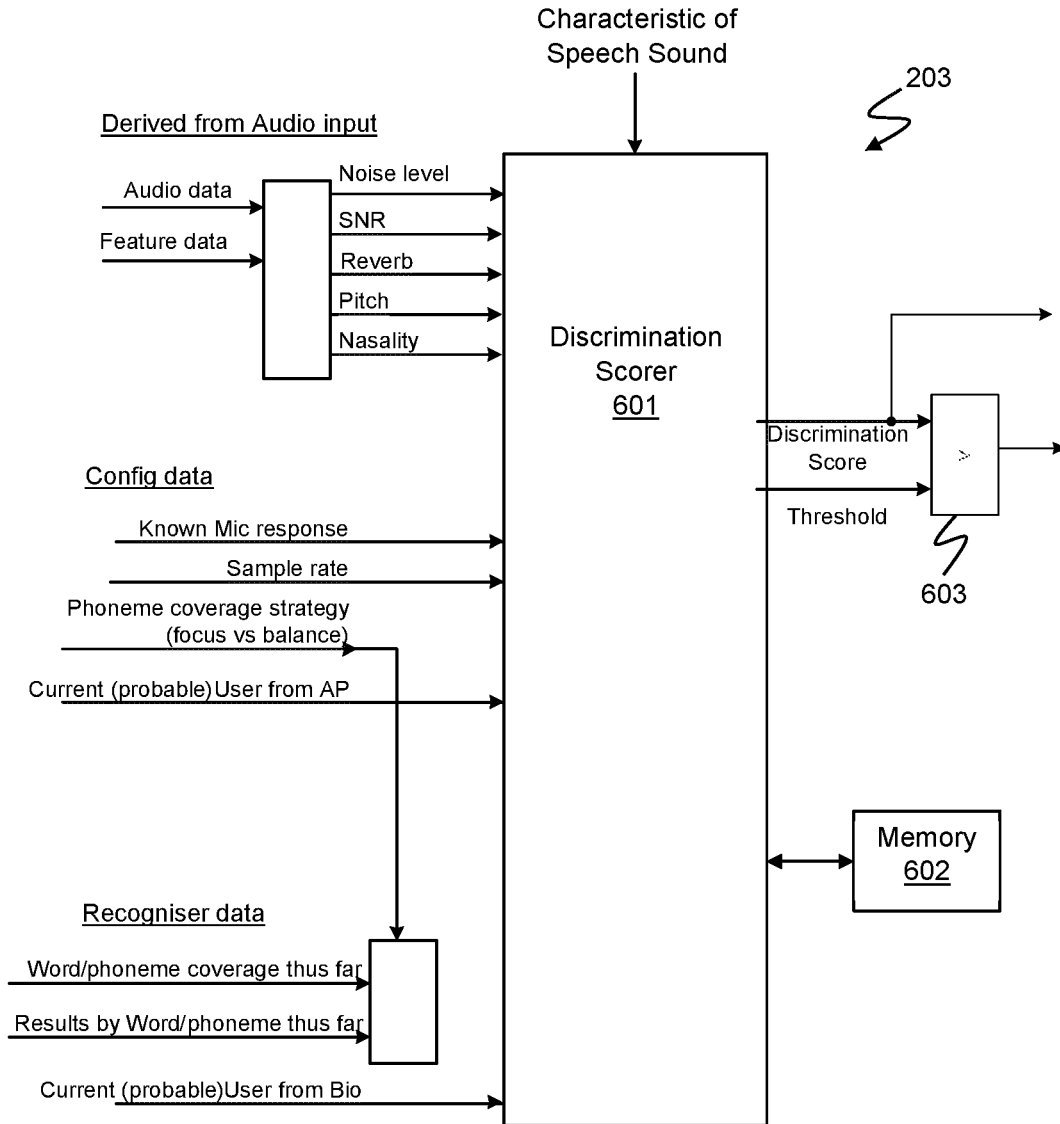 Characteristic of
Speech Sound
203
Derived from Audio input
Audio data
Feature data
Noise level
SNR
Reverb
Pitch
Nasality
Discrimination
Scorer
601
Discrimination
Score
Threshold
>
603
Config data
Known Mic response
Sample rate
Phoneme coverage strategy
(focus vs balance)
Current (probable)User from AP
Memory
602
Recogniser data
Word/phoneme coverage thus far
Results by Word/phoneme thus far
Current (probable)User from Bio